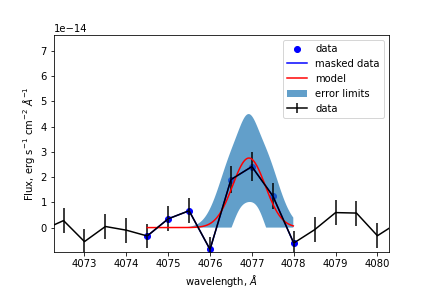 1e−14
data
masked data
model
error limits
data
7
6
5
4
3
2
1
0
Flux, erg s⁻¹ cm⁻² Å⁻¹
4073 4074 4075 4076 4077 4078 4079 4080
wavelength, Å